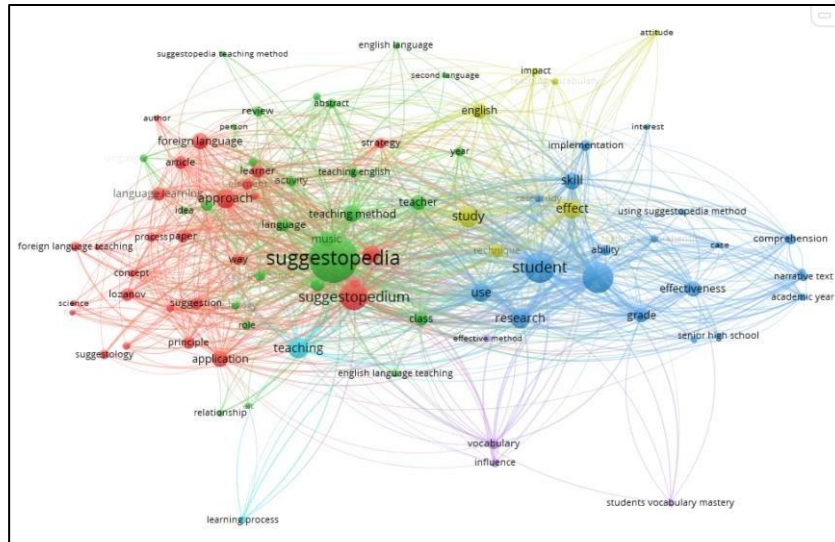 attitude
english language
suggestopedia teaching method
second language
impact
abstract
review
english
author
person
interest
foreign language
strategy
implementation
year
article
learner
teaching english
activity
skill
language learning
approach
idea
teacher
effect
teaching method
study
using suggestopedia method
language
music
foreign language teaching
process
paper
technique
ability
case
comprehension
way
suggestopedia
student
concept
narrative text
lozanov
suggestopedium
use
effectiveness
academic year
science
suggestion
class
research
grade
role
effective method
senior high school
principle
teaching
suggestology
application
english language teaching
relationship
vocabulary
influence
students vocabulary mastery
learning process